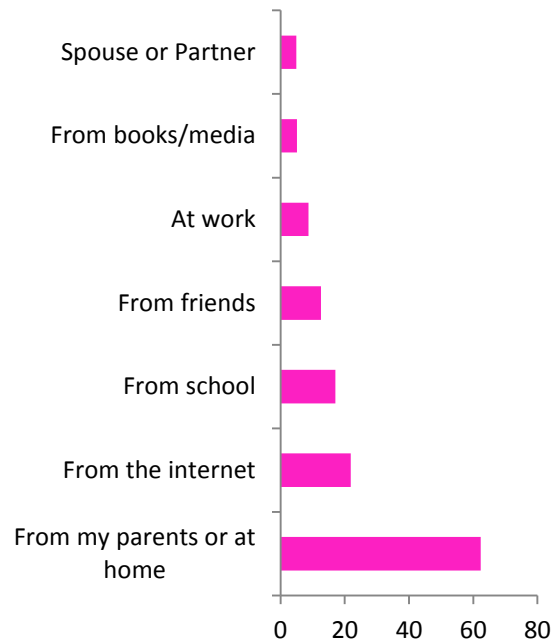 Spouse or Partner
From books/media
At work
From friends
From school
From the internet
From my parents or at
home
0 20 40 60 80